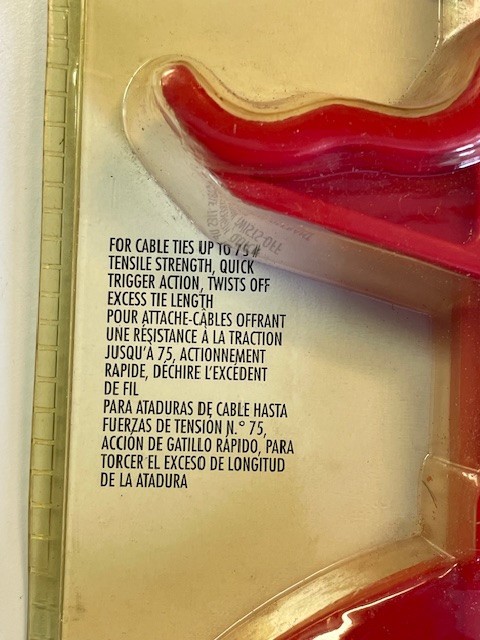 FOR CABLE TIES UP TO 75#
TENSILE STRENGTH, QUICK
TRIGGER ACTION, TWISTS OFF
EXCESS TIE LENGTH
POUR ATTACHE-CÂBLES OFFRANT
UNE RÉSISTANCE À LA TRACTION
JUSQU'À 75, ACTIONNEMENT
RAPIDE, DÉCHIRE L'EXCÉDENT
DE FIL
PARA ATADURAS DE CABLE HASTA
FUERZAS DE TENSIÓN N.° 75,
ACCIÓN DE GATILLO RÁPIDO, PARA
TORCER EL EXCESO DE LONGITUD
DE LA ATADURA